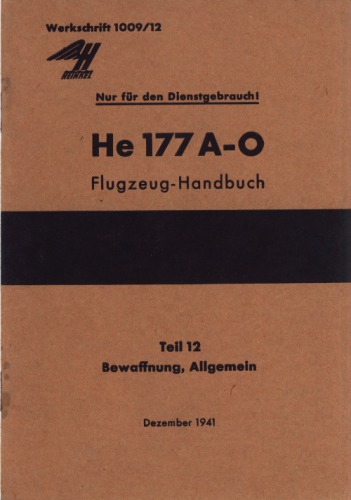 Werkschrift 1009/12
HEINKEL
Nur für den Dienstgebrauch!
He 177 A-O
Flugzeug-Handbuch
Teil 12
Bewaffnung, Allgemein
Dezember 1941